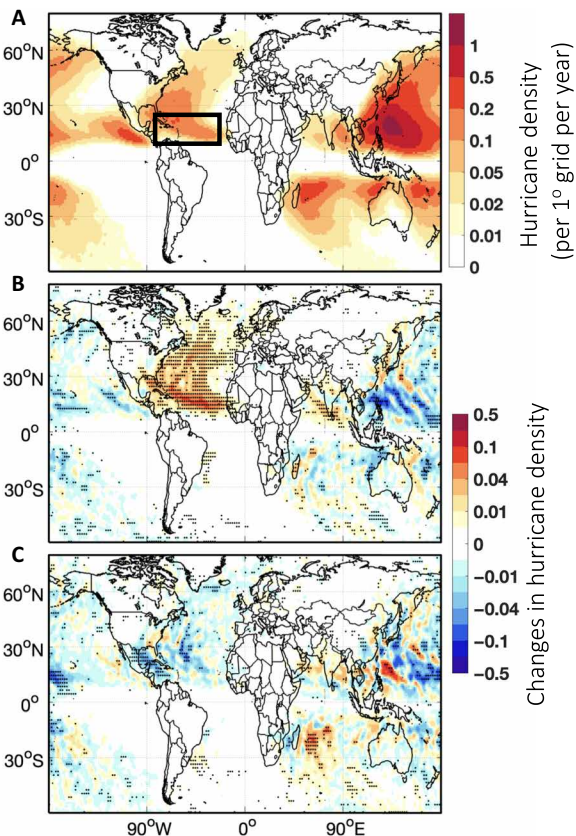 A
60°N
30°N
0°
30°S
1
0.5
0.2
0.1
0.05
0.02
0.01
0
Hurricane density
(per 1° grid per year)
B
60°N
30°N
0°
30°S
C
60°N
30°N
0°
30°S
90°W
0°
90°E
0.5
0.1
0.04
0.01
0
−0.01
−0.04
−0.1
−0.5
Changes in hurricane density